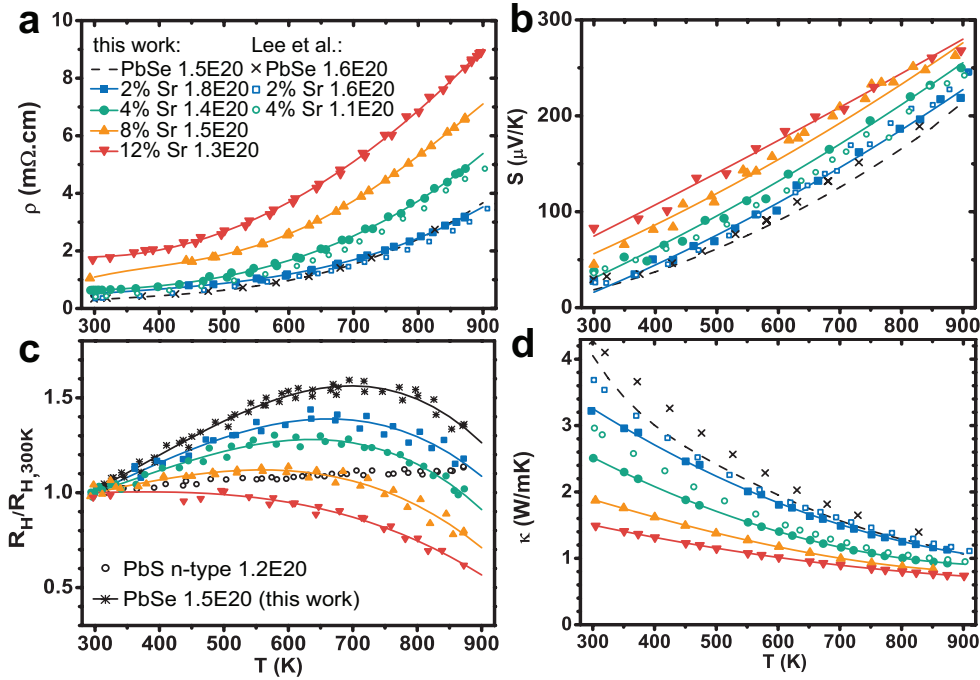 a
ρ (mΩ.cm)
this work:
Lee et al.:
PbSe 1.5E20
PbSe 1.6E20
2% Sr 1.8E20
2% Sr 1.6E20
4% Sr 1.4E20
4% Sr 1.1E20
8% Sr 1.5E20
12% Sr 1.3E20
10
8
6
4
2
0
300 400 500 600 700 800 900
b
S (μV/K)
300
200
100
0
300 400 500 600 700 800 900
c
R_H/R_H,300K
1.5
1.0
0.5
PbS n-type 1.2E20
PbSe 1.5E20 (this work)
300 400 500 600 700 800 900
T (K)
d
κ (W/mK)
4
3
2
1
0
300 400 500 600 700 800 900
T (K)